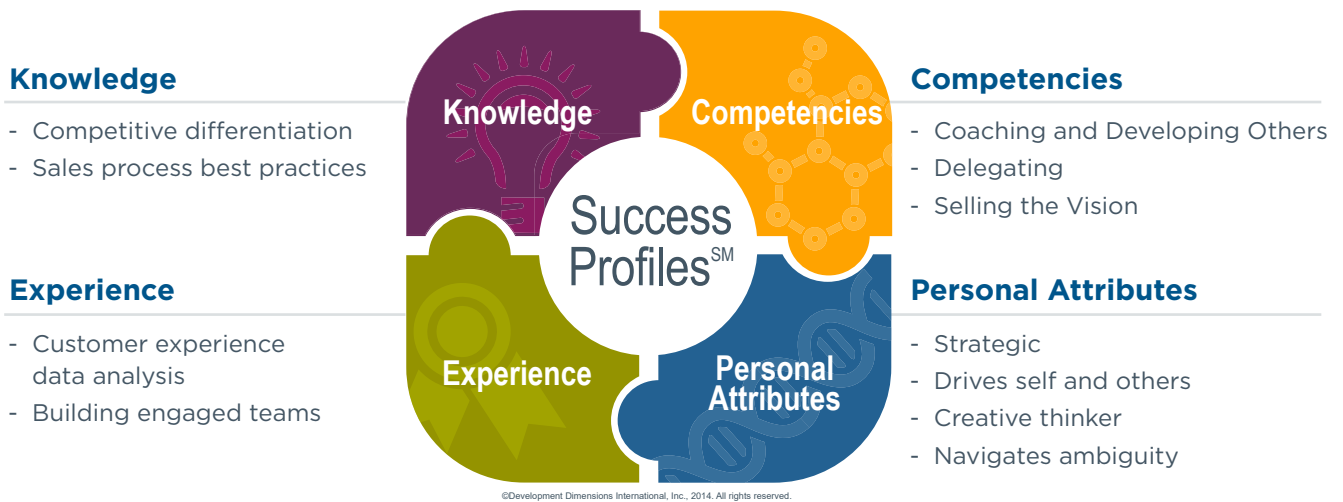 Knowledge
- Competitive differentiation
- Sales process best practices
Experience
- Customer experience
data analysis
- Building engaged teams
Knowledge
Competencies
Success
Profiles℠
Experience
Personal
Attributes
Competencies
- Coaching and Developing Others
- Delegating
- Selling the Vision
Personal Attributes
- Strategic
- Drives self and others
- Creative thinker
- Navigates ambiguity
©Development Dimensions International, Inc., 2014. All rights reserved.